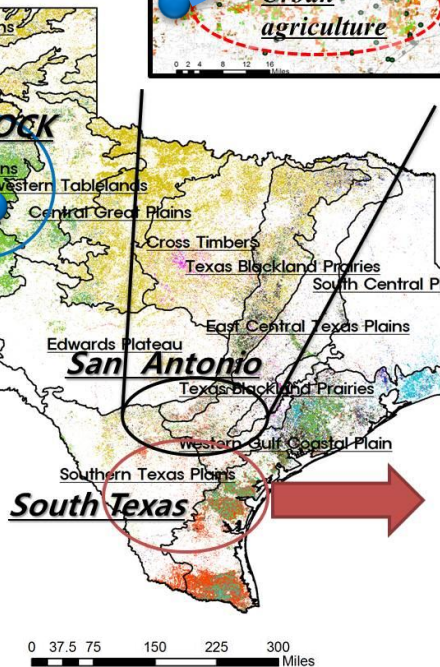 agriculture
0 2 4 8 12 16
Miles
ns
OCK
ns
western Tablelands
Central Great Plains
Cross Timbers
Texas Blackland Prairies
South Central P
East Central Texas Plains
Edwards Plateau
San Antonio
Texas Blackland Prairies
Western Gulf Coastal Plain
Southern Texas Plains
South Texas
0 37.5 75 150 225 300
Miles